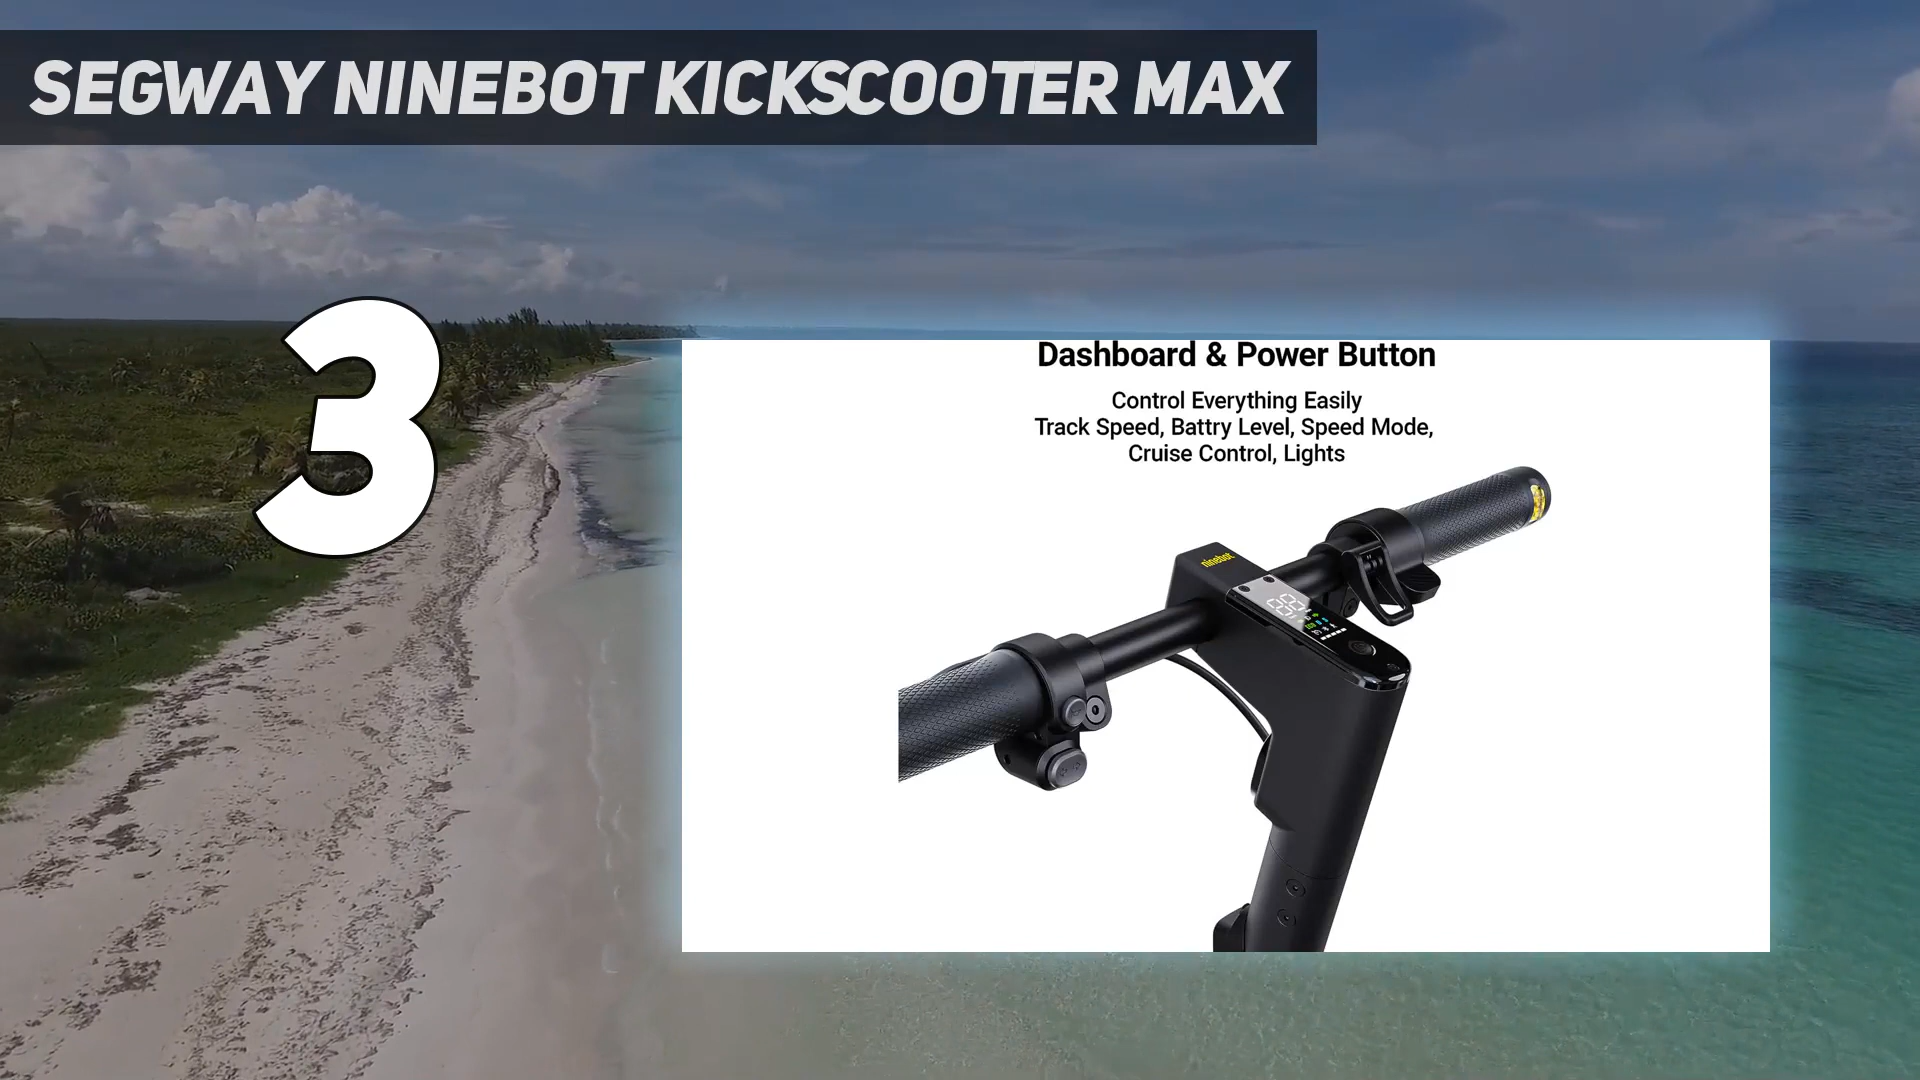 SEGWAY NINEBOT KICKSCOOTER MAX
3
Dashboard & Power Button
Control Everything Easily
Track Speed, Battry Level, Speed Mode,
Cruise Control, Lights
ninebot